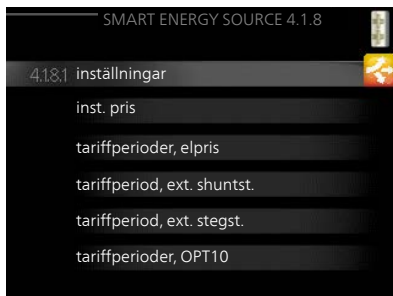 SMART ENERGY SOURCE 4.1.8
4.1.8.1 inställningar
inst. pris
tariffperioder, elpris
tariffperiod, ext. shuntst.
tariffperiod, ext. stegst.
tariffperioder, OPT10